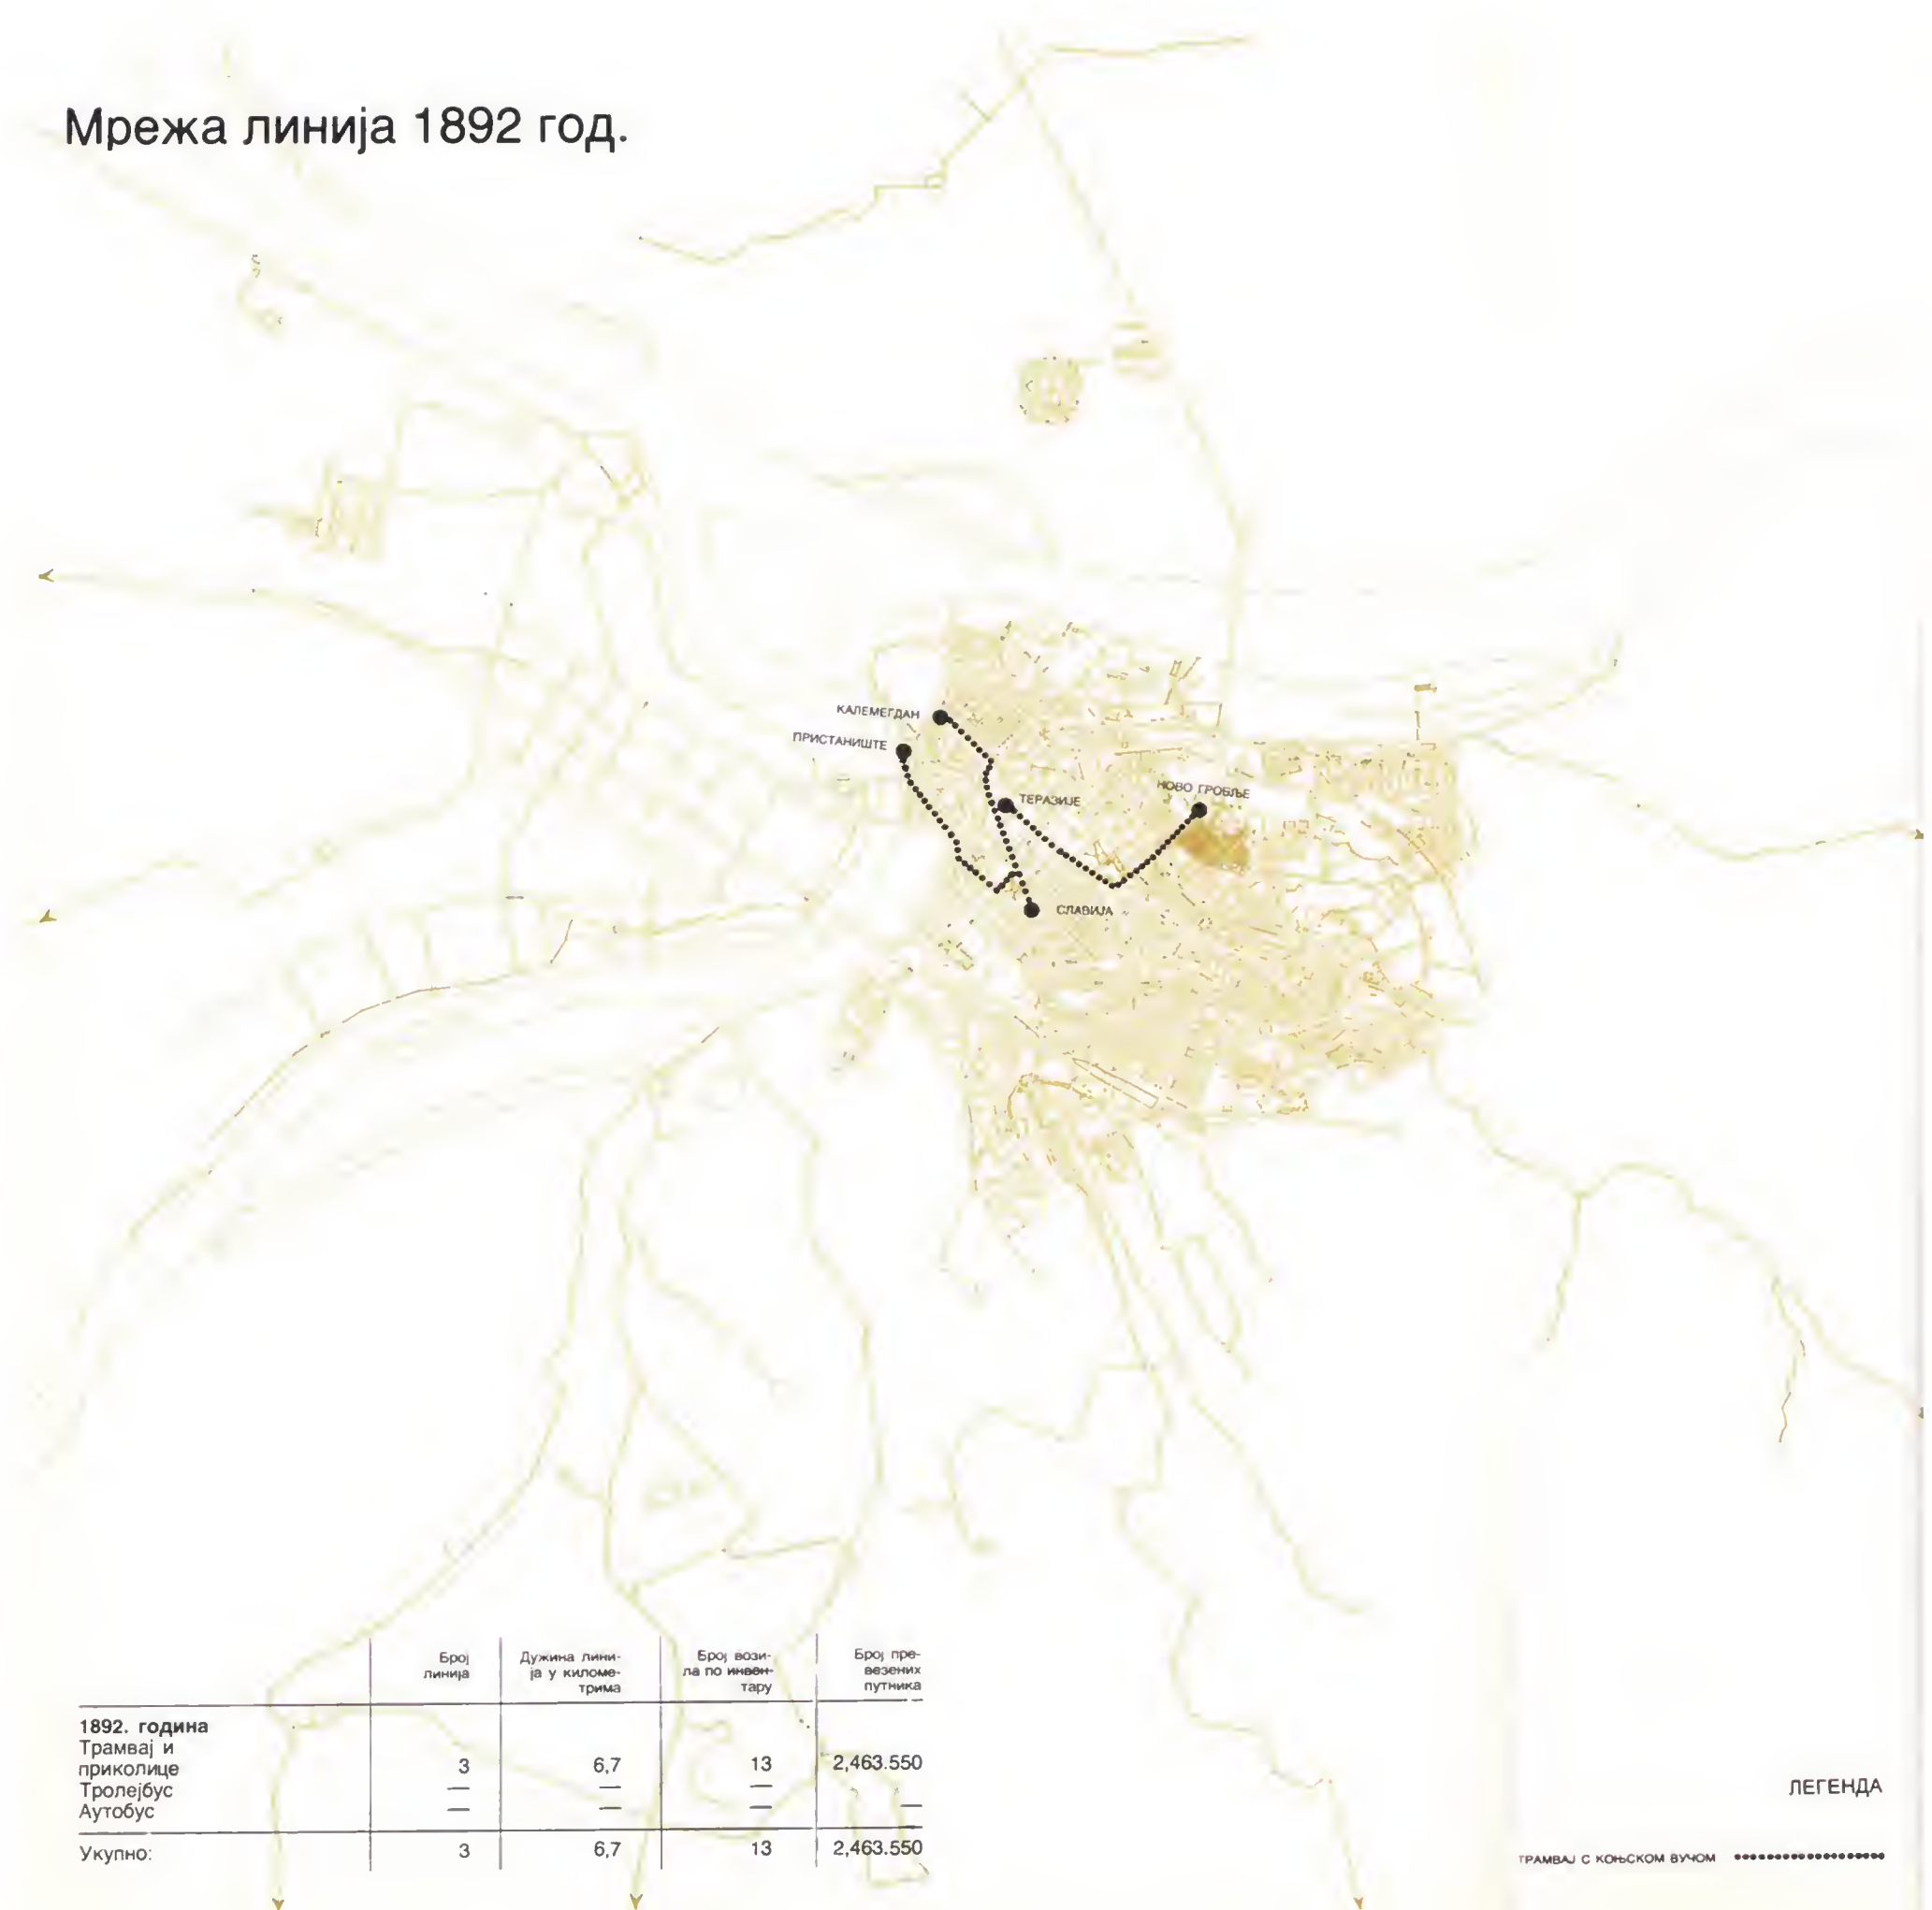 Мрежа линија 1892 год.
КАЛЕМЕГДАН
ПРИСТАНИШТЕ
ТЕРАЗИЈЕ
НОВО ГРОБЉЕ
СЛАВИЈА
Број
линија
Дужина лини-
ја у киломе-
трима
Број вози-
ла по инвен-
тару
Број пре-
везених
путника
1892. година
Трамвај и
приколице 3 6,7 13 2,463.550
Тролејбус — — —
Аутобус — — — —
Укупно: 3 6,7 13 2,463.550
ЛЕГЕНДА
ТРАМВАЈ С КОЊСКОМ ВУЧОМ